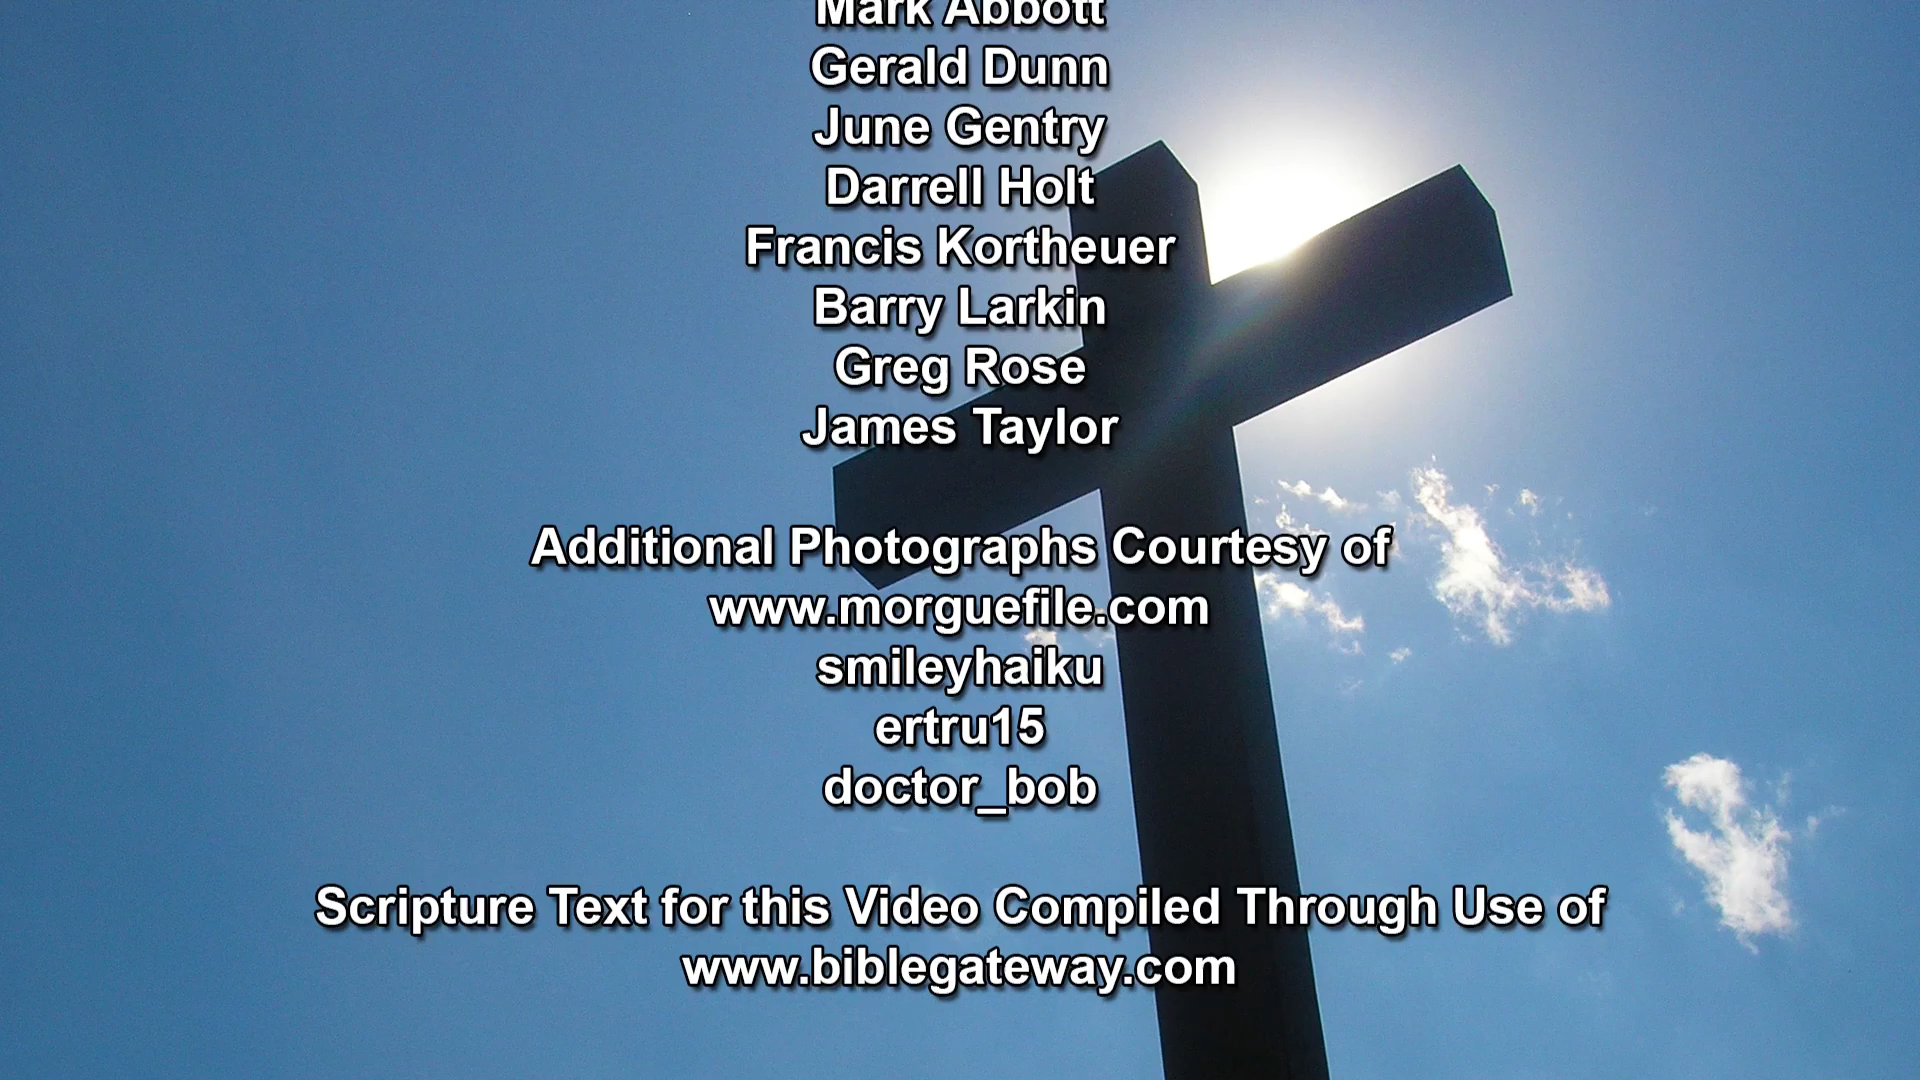 Mark Abbott
Gerald Dunn
June Gentry
Darrell Holt
Francis Kortheuer
Barry Larkin
Greg Rose
James Taylor
Additional Photographs Courtesy of
www.morguefile.com
smileyhaiku
ertru15
doctor_bob
Scripture Text for this Video Compiled Through Use of
www.biblegateway.com